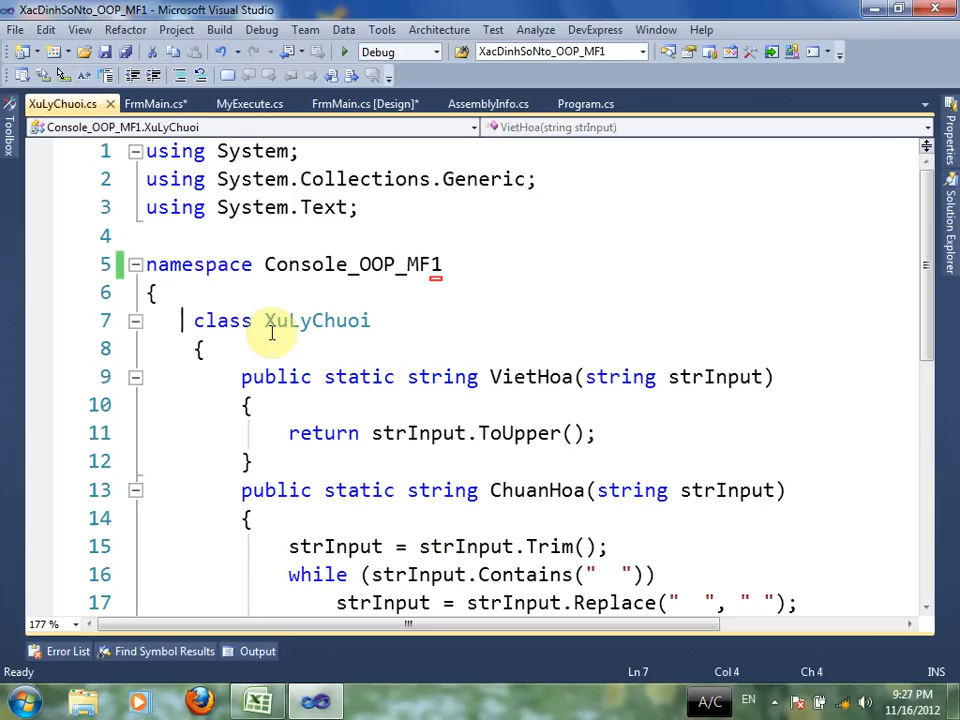 XacDinhSoNto_OOP_MF1 - Microsoft Visual Studio
File Edit View Refactor Project Build Debug Team Data Tools Architecture Test Analyze DevExpress Window Help
Debug XacDinhSoNto_OOP_MF1
XuLyChuoi.cs FrmMain.cs* MyExecute.cs FrmMain.cs [Design]* AssemblyInfo.cs Program.cs
Console_OOP_MF1.XuLyChuoi VietHoa(string strInput)
Toolbox
Properties
Solution Explorer
1 using System;
2 using System.Collections.Generic;
3 using System.Text;
4
5 namespace Console_OOP_MF1
6 {
7 class XuLyChuoi
8 {
9 public static string VietHoa(string strInput)
10 {
11 return strInput.ToUpper();
12 }
13 public static string ChuanHoa(string strInput)
14 {
15 strInput = strInput.Trim();
16 while (strInput.Contains("  "))
17 strInput = strInput.Replace("  ", " ");
177 %
Error List Find Symbol Results Output
Ready Ln 7 Col 4 Ch 4 INS
A/C EN 9:27 PM
11/16/2012